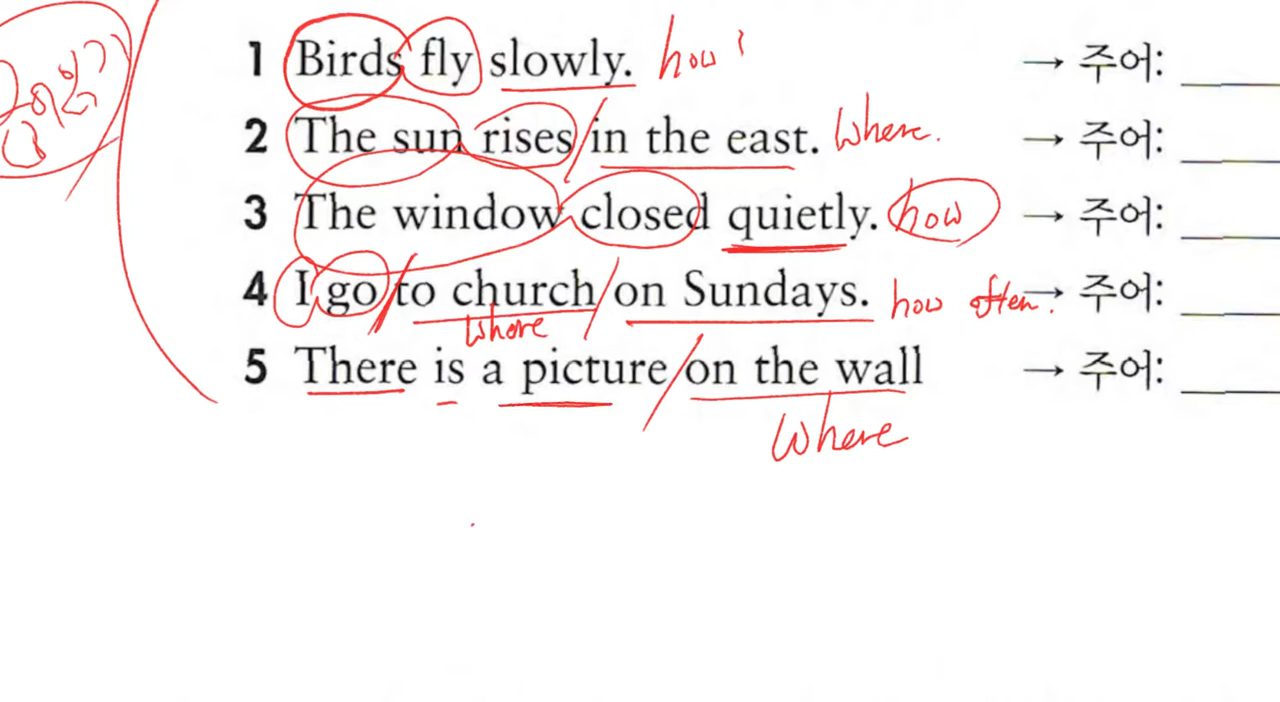 1 Birds fly slowly. how → 주어:
2 The sun rises / in the east. where. → 주어:
3 The window closed quietly. how → 주어:
4 I go / to church / on Sundays. how often. → 주어:
where
5 There is a picture / on the wall → 주어:
where